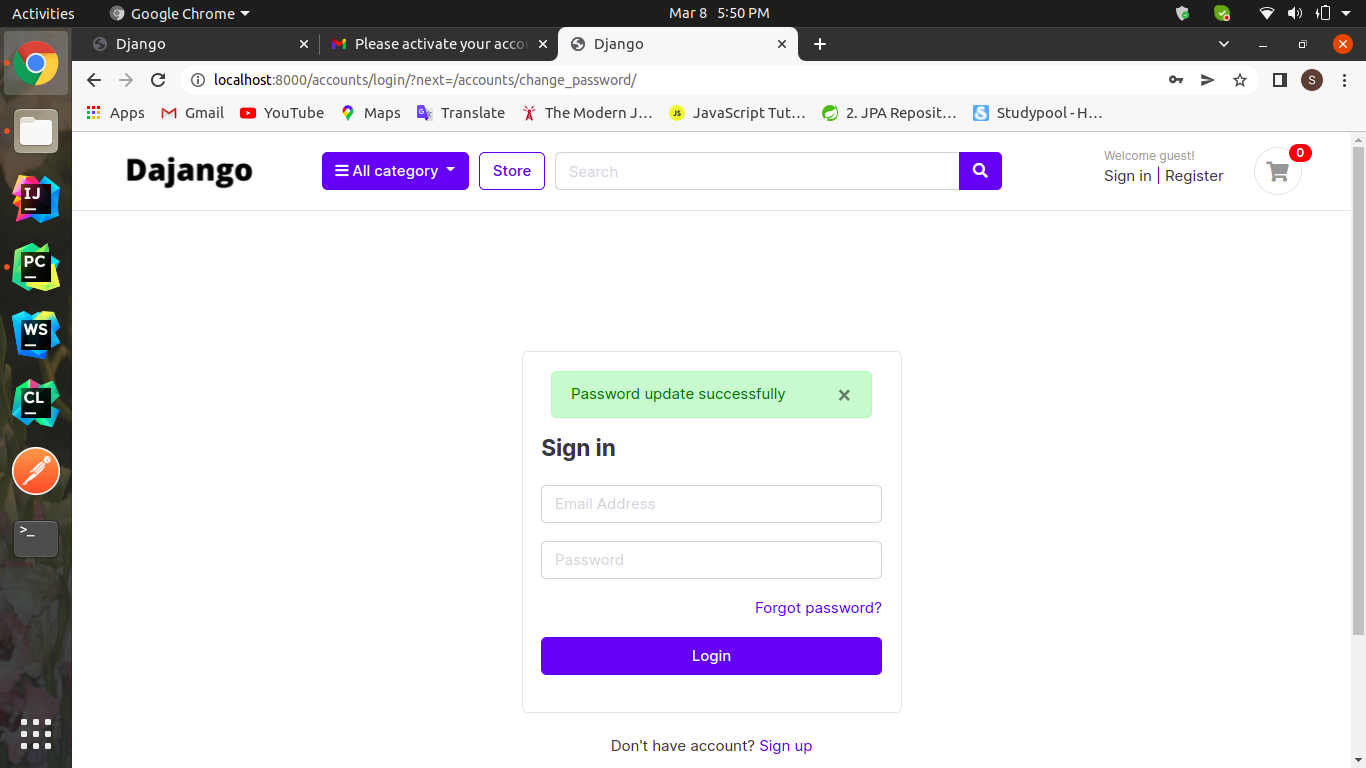 Activities Google Chrome Mar 8 5:50 PM
Django Please activate your accou Django
localhost:8000/accounts/login/?next=/accounts/change_password/ S
Apps Gmail YouTube Maps Translate The Modern J... JS JavaScript Tut... 2. JPA Reposit... S Studypool - H...
Dajango All category Store Search Welcome guest! 0
Sign in | Register
IJ
PC
WS
CL
>_
Password update successfully ×
Sign in
Email Address
Password
Forgot password?
Login
Don't have account? Sign up